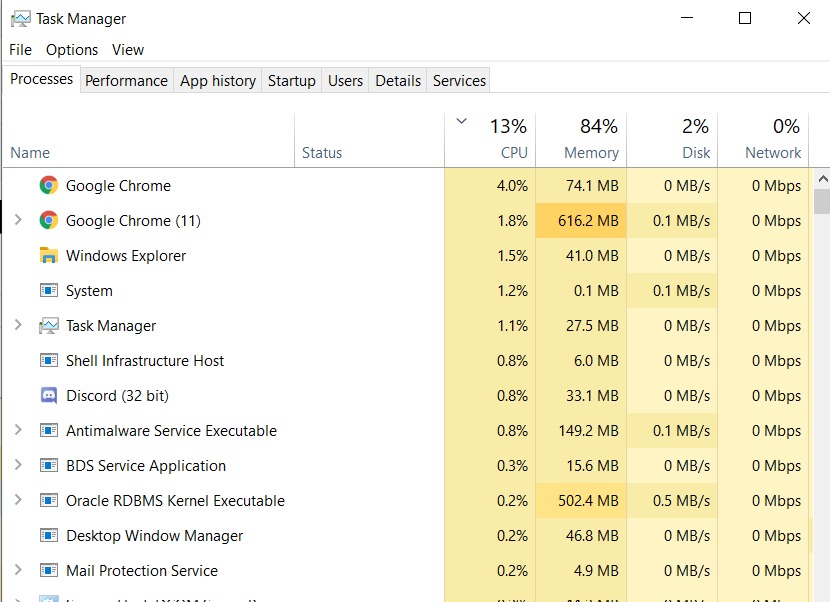 Task Manager
File Options View
Processes Performance App history Startup Users Details Services
13% 84% 2% 0%
Name Status CPU Memory Disk Network
Google Chrome 4.0% 74.1 MB 0 MB/s 0 Mbps
Google Chrome (11) 1.8% 616.2 MB 0.1 MB/s 0 Mbps
Windows Explorer 1.5% 41.0 MB 0 MB/s 0 Mbps
System 1.2% 0.1 MB 0.1 MB/s 0 Mbps
Task Manager 1.1% 27.5 MB 0 MB/s 0 Mbps
Shell Infrastructure Host 0.8% 6.0 MB 0 MB/s 0 Mbps
Discord (32 bit) 0.8% 33.1 MB 0 MB/s 0 Mbps
Antimalware Service Executable 0.8% 149.2 MB 0.1 MB/s 0 Mbps
BDS Service Application 0.3% 15.6 MB 0 MB/s 0 Mbps
Oracle RDBMS Kernel Executable 0.2% 502.4 MB 0.5 MB/s 0 Mbps
Desktop Window Manager 0.2% 46.8 MB 0 MB/s 0 Mbps
Mail Protection Service 0.2% 4.9 MB 0 MB/s 0 Mbps